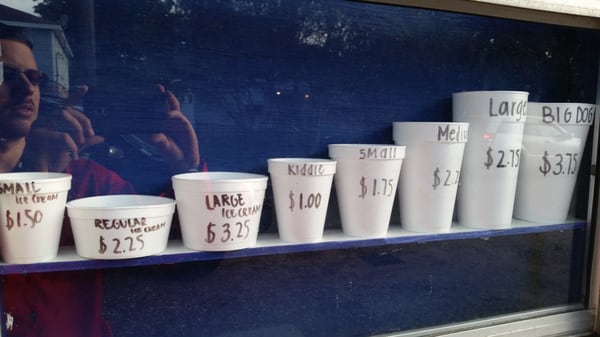 SMALL
ICE CREAM
$1.50
REGULAR
ICE CREAM
$2.25
LARGE
ICE CREAM
$3.25
KIDDIE
$1.00
SMALL
$1.75
$2.75
BIG DOG
$3.75